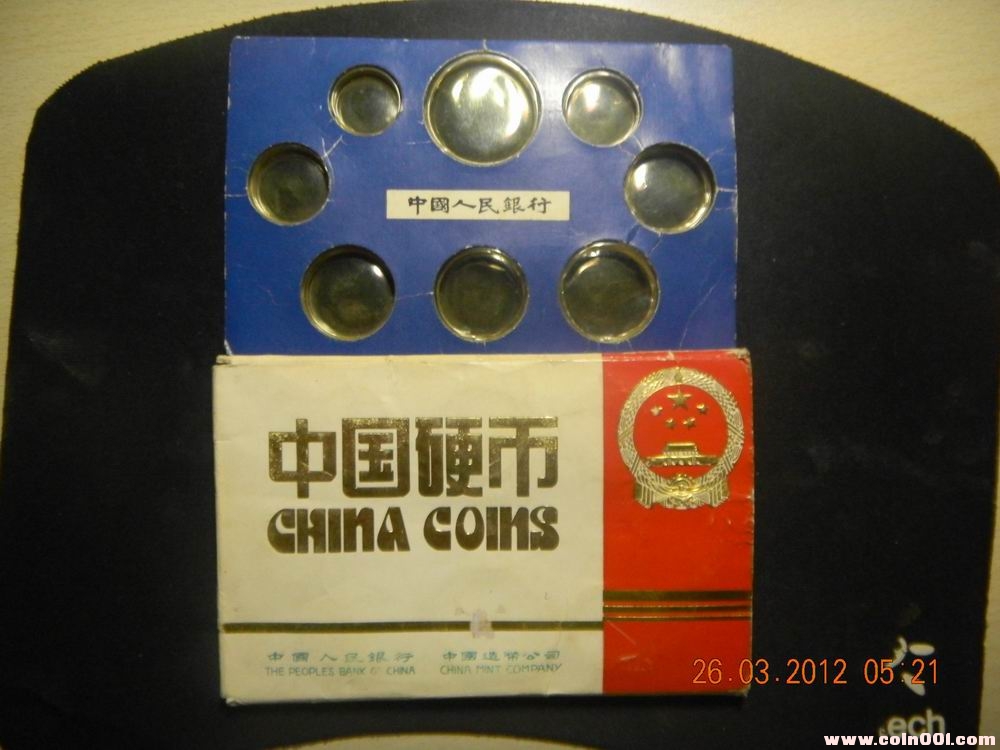 中國人民銀行
中国硬币
CHINA COINS
中國人民銀行 中國造幣公司
THE PEOPLES BANK OF CHINA CHINA MINT COMPANY
26.03.2012 05:21
ech
www.coin001.com